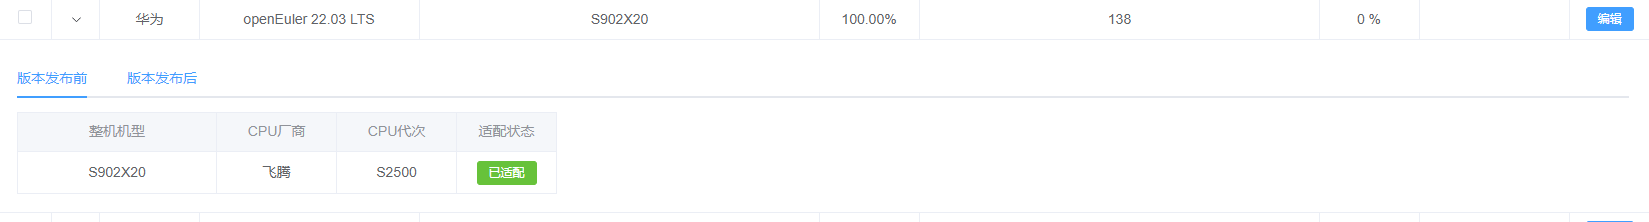 华为 openEuler 22.03 LTS S902X20 100.00% 138 0 % 编辑
版本发布前 版本发布后
整机机型 CPU厂商 CPU代次 适配状态
S902X20 飞腾 S2500 已适配